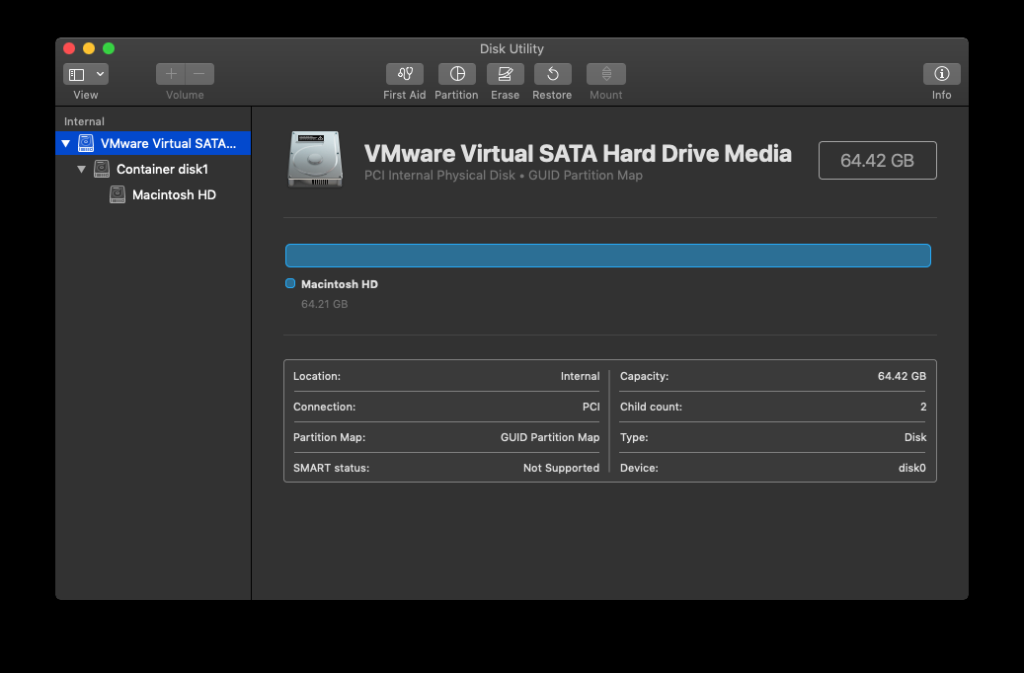 Disk Utility
View
Volume
First Aid
Partition
Erase
Restore
Mount
Info
Internal
VMware Virtual SATA...
Container disk1
Macintosh HD
VMware Virtual SATA Hard Drive Media
PCI Internal Physical Disk • GUID Partition Map
64.42 GB
Macintosh HD
64.21 GB
Location: Internal
Connection: PCI
Partition Map: GUID Partition Map
SMART status: Not Supported
Capacity: 64.42 GB
Child count: 2
Type: Disk
Device: disk0